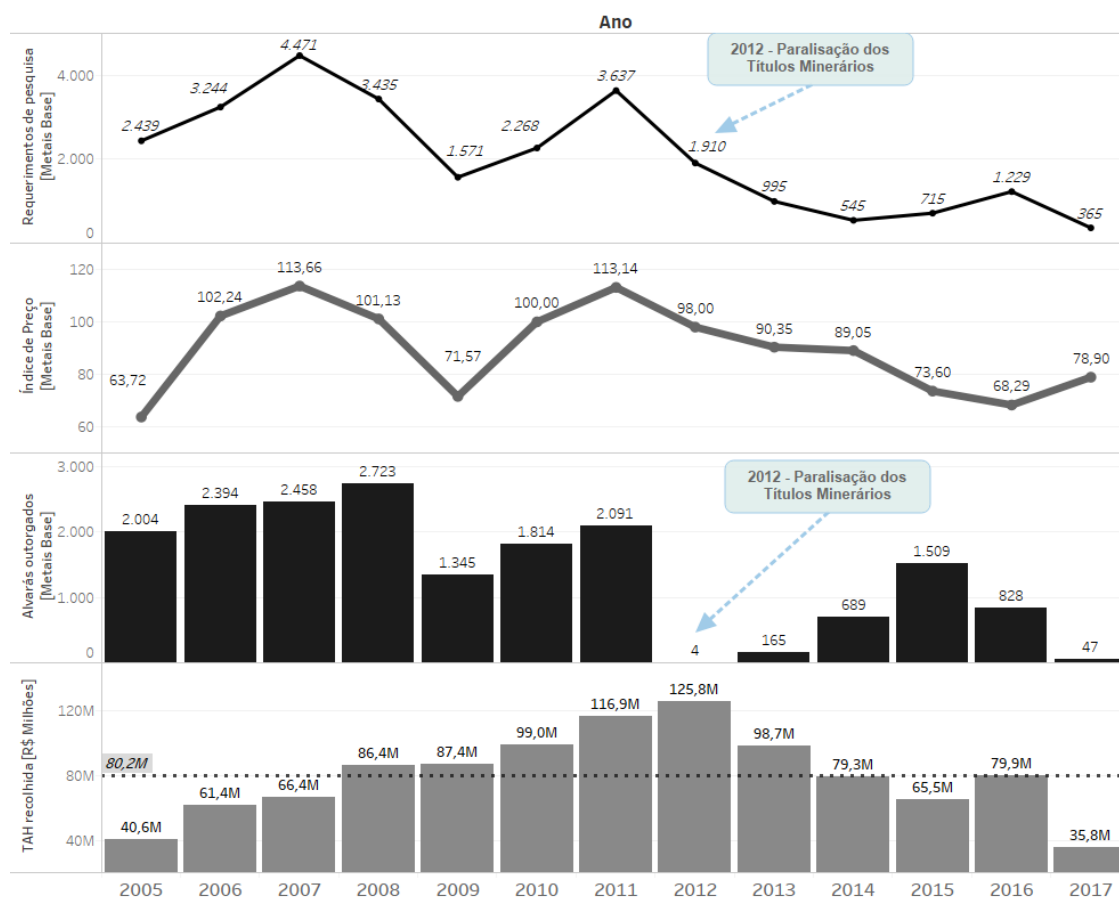 Ano
Requerimentos de pesquisa
[Metais Base]
4.000
2.000
0
2.439
3.244
4.471
3.435
1.571
2.268
3.637
1.910
995
545
715
1.229
365
2012 - Paralisação dos
Títulos Minerários
Índice de Preço
[Metais Base]
120
100
80
60
63,72
102,24
113,66
101,13
71,57
100,00
113,14
98,00
90,35
89,05
73,60
68,29
78,90
Alvarás outorgados
[Metais Base]
3.000
2.000
1.000
0
2.004
2.394
2.458
2.723
1.345
1.814
2.091
4
165
689
1.509
828
47
2012 - Paralisação dos
Títulos Minerários
TAH recolhida [R$ Milhões]
120M
80M
40M
80,2M
40,6M
61,4M
66,4M
86,4M
87,4M
99,0M
116,9M
125,8M
98,7M
79,3M
65,5M
79,9M
35,8M
2005 2006 2007 2008 2009 2010 2011 2012 2013 2014 2015 2016 2017